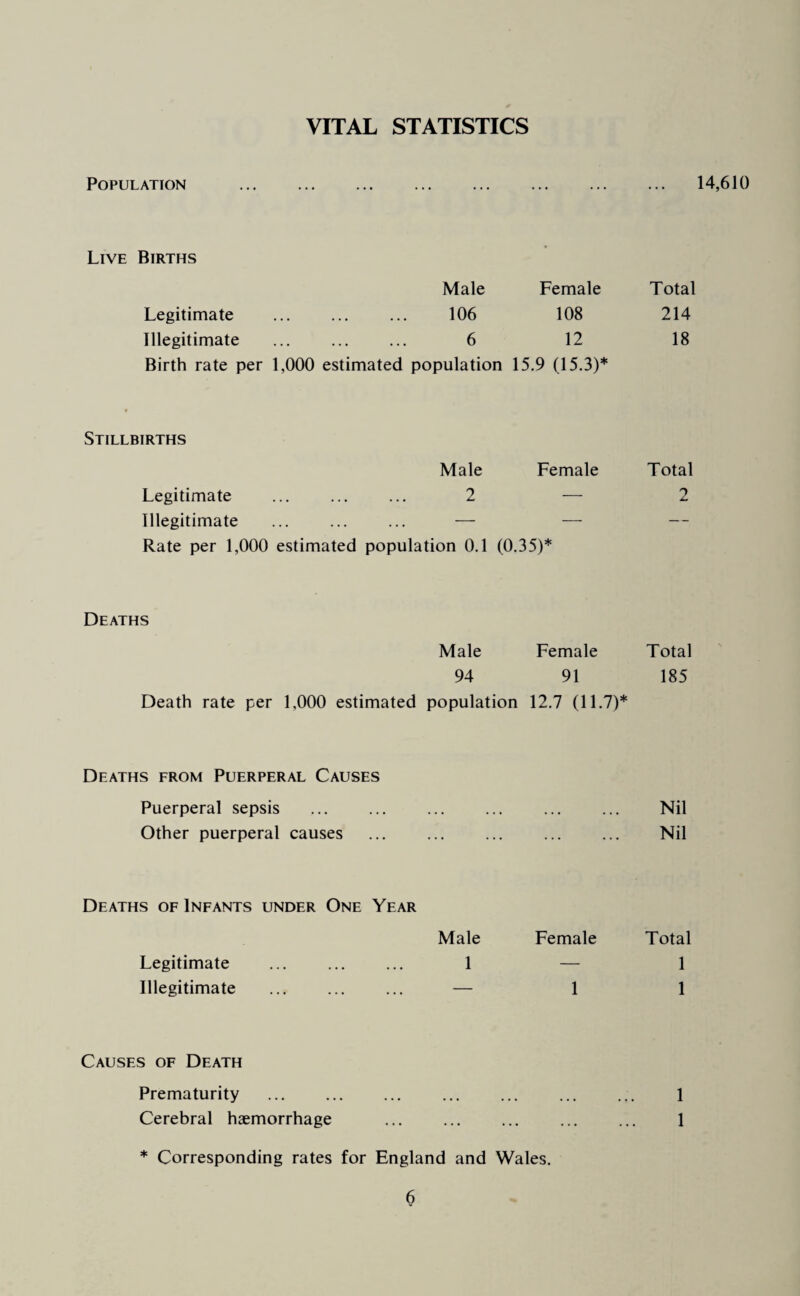 VITAL STATISTICS
POPULATION ... ... ... ... ... ... ... ... 14,610
LIVE BIRTHS
Male Female Total
Legitimate ... ... ... 106 108 214
Illegitimate ... ... ... 6 12 18
Birth rate per 1,000 estimated population 15.9 (15.3)*
STILLBIRTHS
Male Female Total
Legitimate ... ... ... 2 — 2
Illegitimate ... ... ... — — —
Rate per 1,000 estimated population 0.1 (0.35)*
DEATHS
Male Female Total
94 91 185
Death rate per 1,000 estimated population 12.7 (11.7)*
DEATHS FROM PUERPERAL CAUSES
Puerperal sepsis ... ... ... ... ... ... Nil
Other puerperal causes ... ... ... ... ... Nil
DEATHS OF INFANTS UNDER ONE YEAR
Male Female Total
Legitimate ... ... ... 1 — 1
Illegitimate ... ... ... — 1 1
CAUSES OF DEATH
Prematurity ... ... ... ... ... ... ... 1
Cerebral hæmorrhage ... ... ... ... ... 1
* Corresponding rates for England and Wales.
6